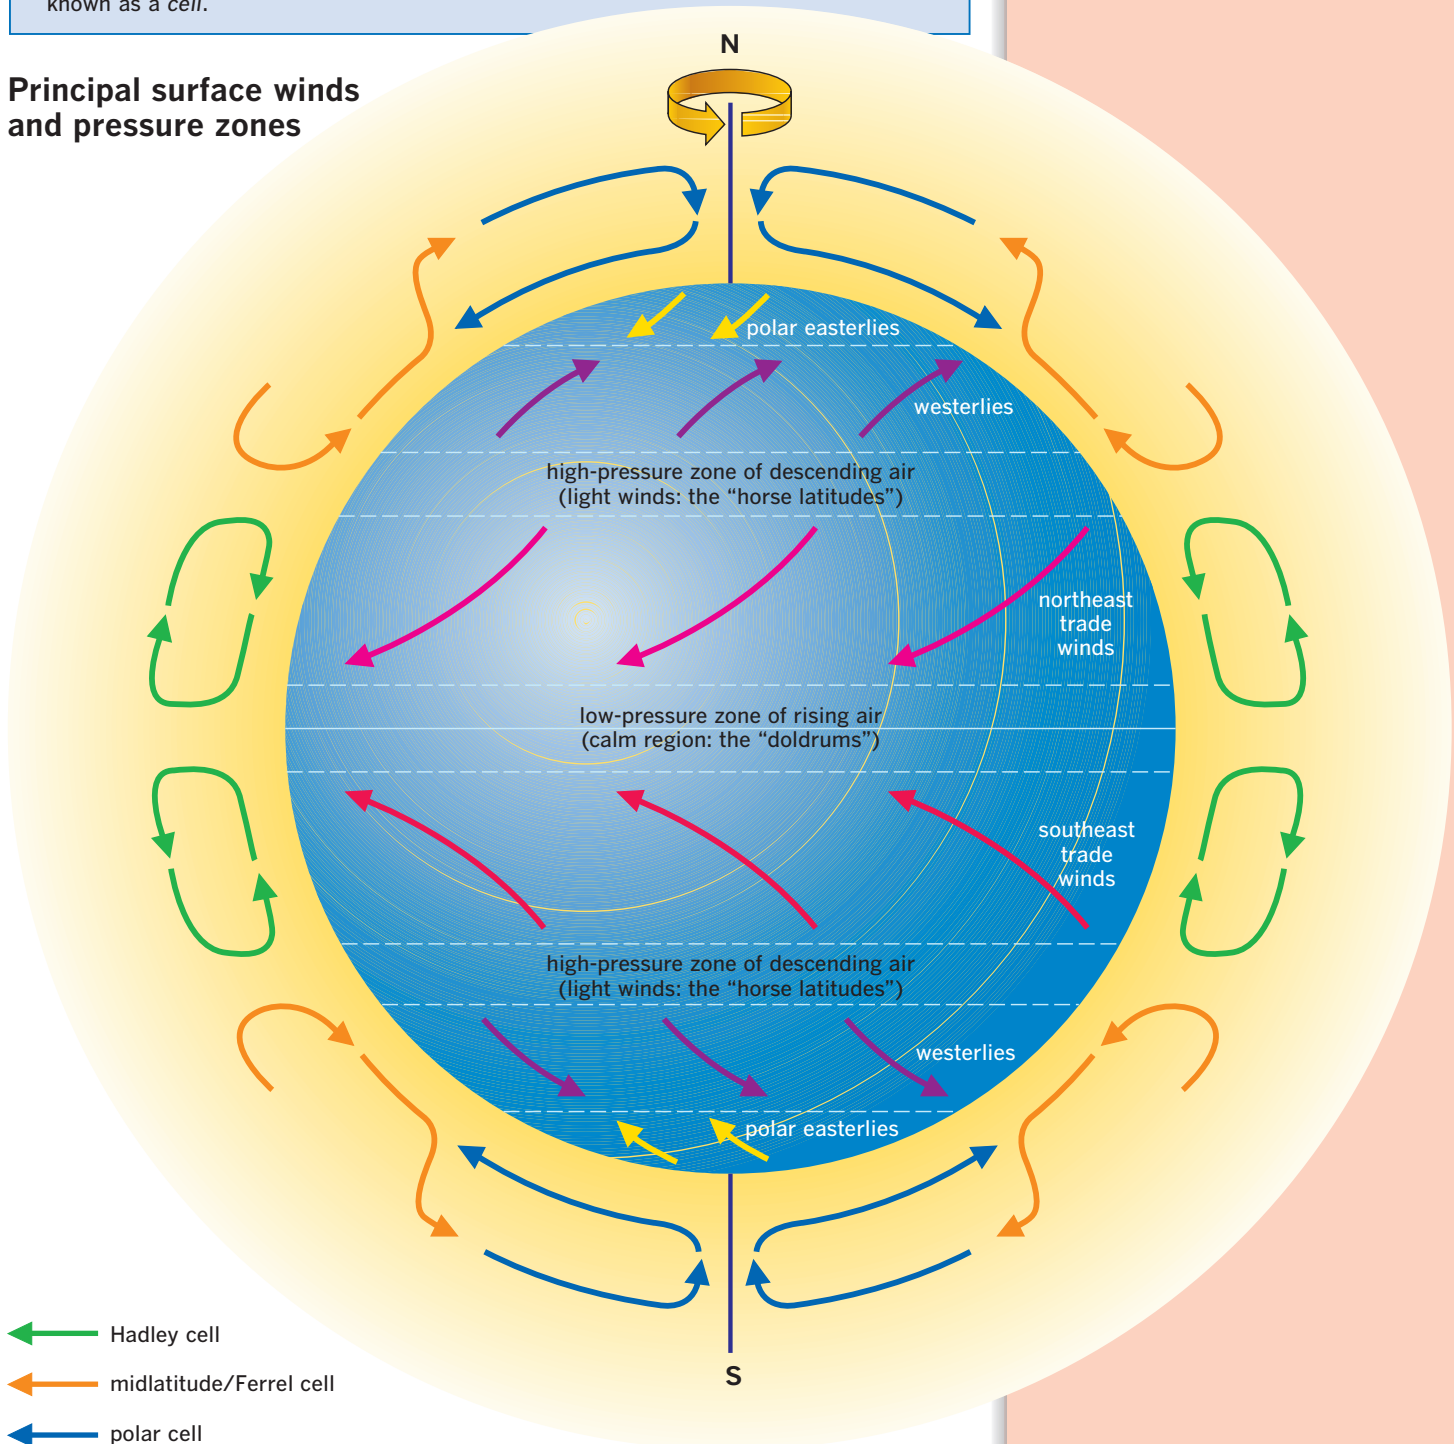 known as a cell.
Principal surface winds
and pressure zones
N
polar easterlies
westerlies
high-pressure zone of descending air
(light winds: the “horse latitudes”)
northeast
trade
winds
low-pressure zone of rising air
(calm region: the “doldrums”)
southeast
trade
winds
high-pressure zone of descending air
(light winds: the “horse latitudes”)
westerlies
polar easterlies
S
Hadley cell
midlatitude/Ferrel cell
polar cell